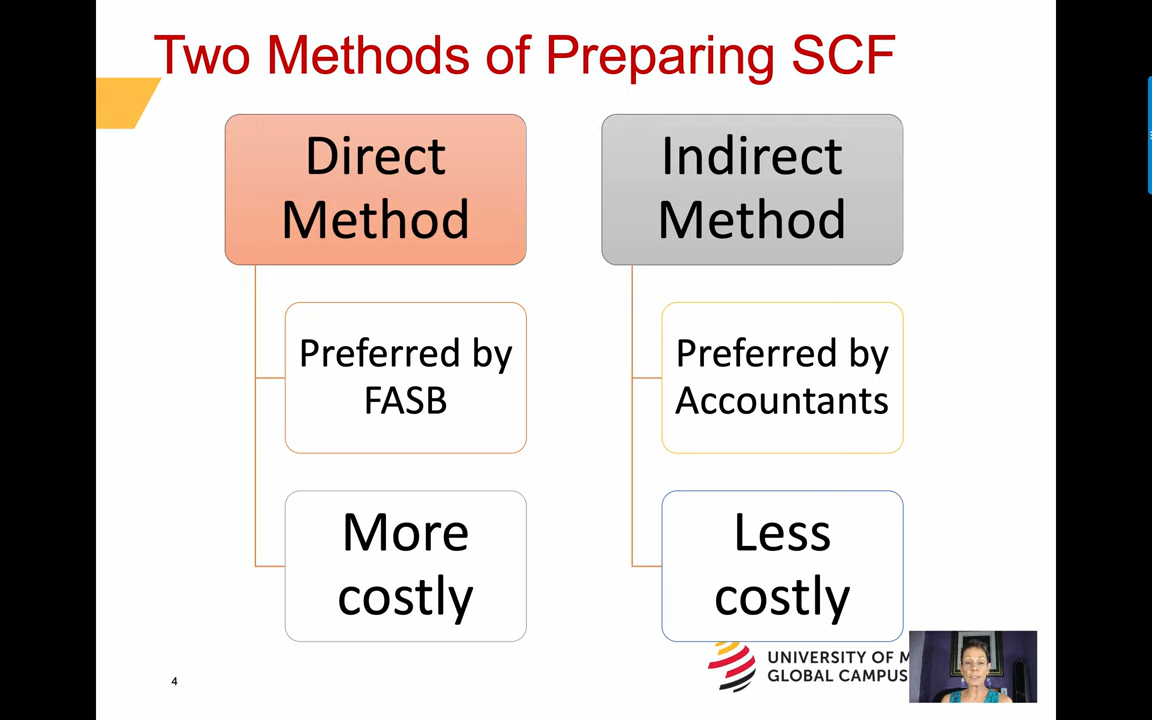 Two Methods of Preparing SCF
Direct
Method
Preferred by
FASB
More
costly
Indirect
Method
Preferred by
Accountants
Less
costly
4
UNIVERSITY OF
GLOBAL CAMPUS